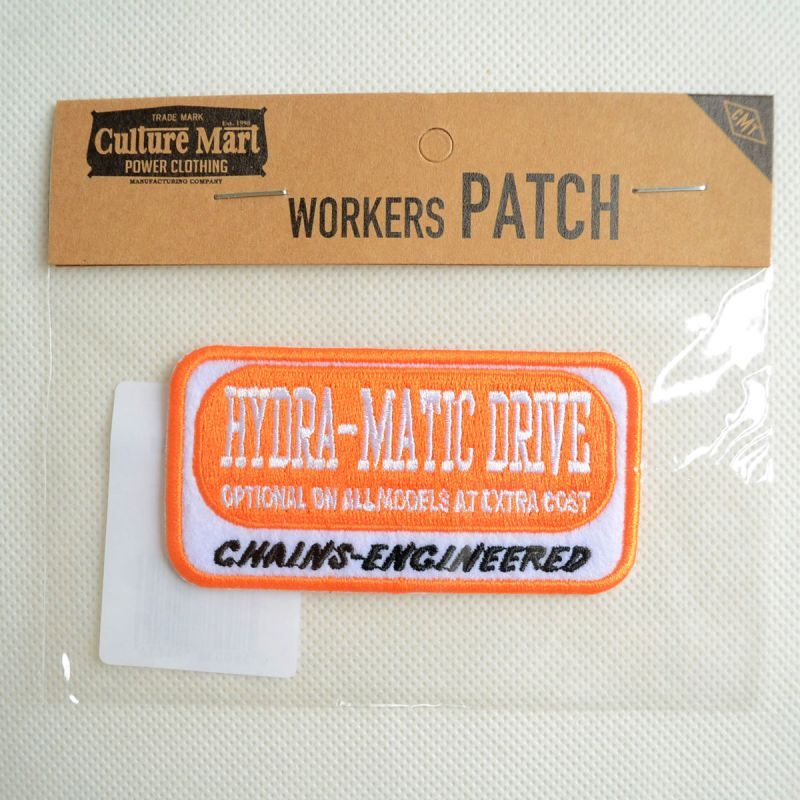 TRADE MARK
Est. 1998
Culture Mart
POWER CLOTHING
MANUFACTURING COMPANY
CMT
WORKERS PATCH
HYDRA-MATIC DRIVE
OPTIONAL ON ALL MODELS AT EXTRA COST
CHAINS-ENGINEERED